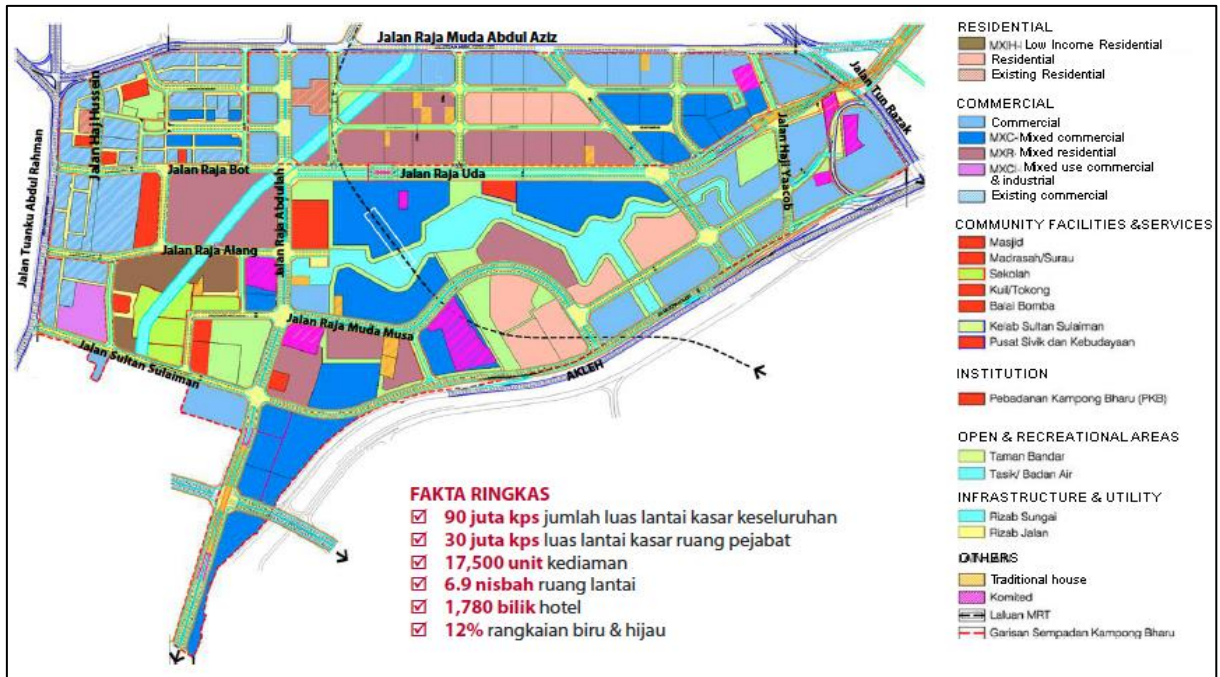 Jalan Raja Muda Abdul Aziz
Jalan Haji Hussein
Jalan Tun Razak
Jalan Tuanku Abdul Rahman
Jalan Raja Bot
Jalan Raja Abdullah
Jalan Raja Uda
Jalan Haji Yaacob
Jalan Raja Alang
Jalan Raja Muda Musa
Jalan Sultan Sulaiman
AKLEH
FAKTA RINGKAS
90 juta kps jumlah luas lantai kasar keseluruhan
30 juta kps luas lantai kasar ruang pejabat
17,500 unit kediaman
6.9 nisbah ruang lantai
1,780 bilik hotel
12% rangkaian biru & hijau
RESIDENTIAL
MXIH- Low Income Residential
Residential
Existing Residential
COMMERCIAL
Commercial
MXC- Mixed commercial
MXR- Mixed residential
MXCI- Mixed use commercial
& industrial
Existing commercial
COMMUNITY FACILITIES &SERVICES
Masjid
Madrasah/Surau
Sekolah
Kuil/Tokong
Balai Bomba
Kelab Sultan Sulaiman
Pusat Sivik dan Kebudayaan
INSTITUTION
Pebadanan Kampong Bharu (PKB)
OPEN & RECREATIONAL AREAS
Taman Bandar
Tasik/ Badan Air
INFRASTRUCTURE & UTILITY
Rizab Sungai
Rizab Jalan
OTHERS
Traditional house
Komited
Laluan MRT
Garisan Sempadan Kampong Bharu